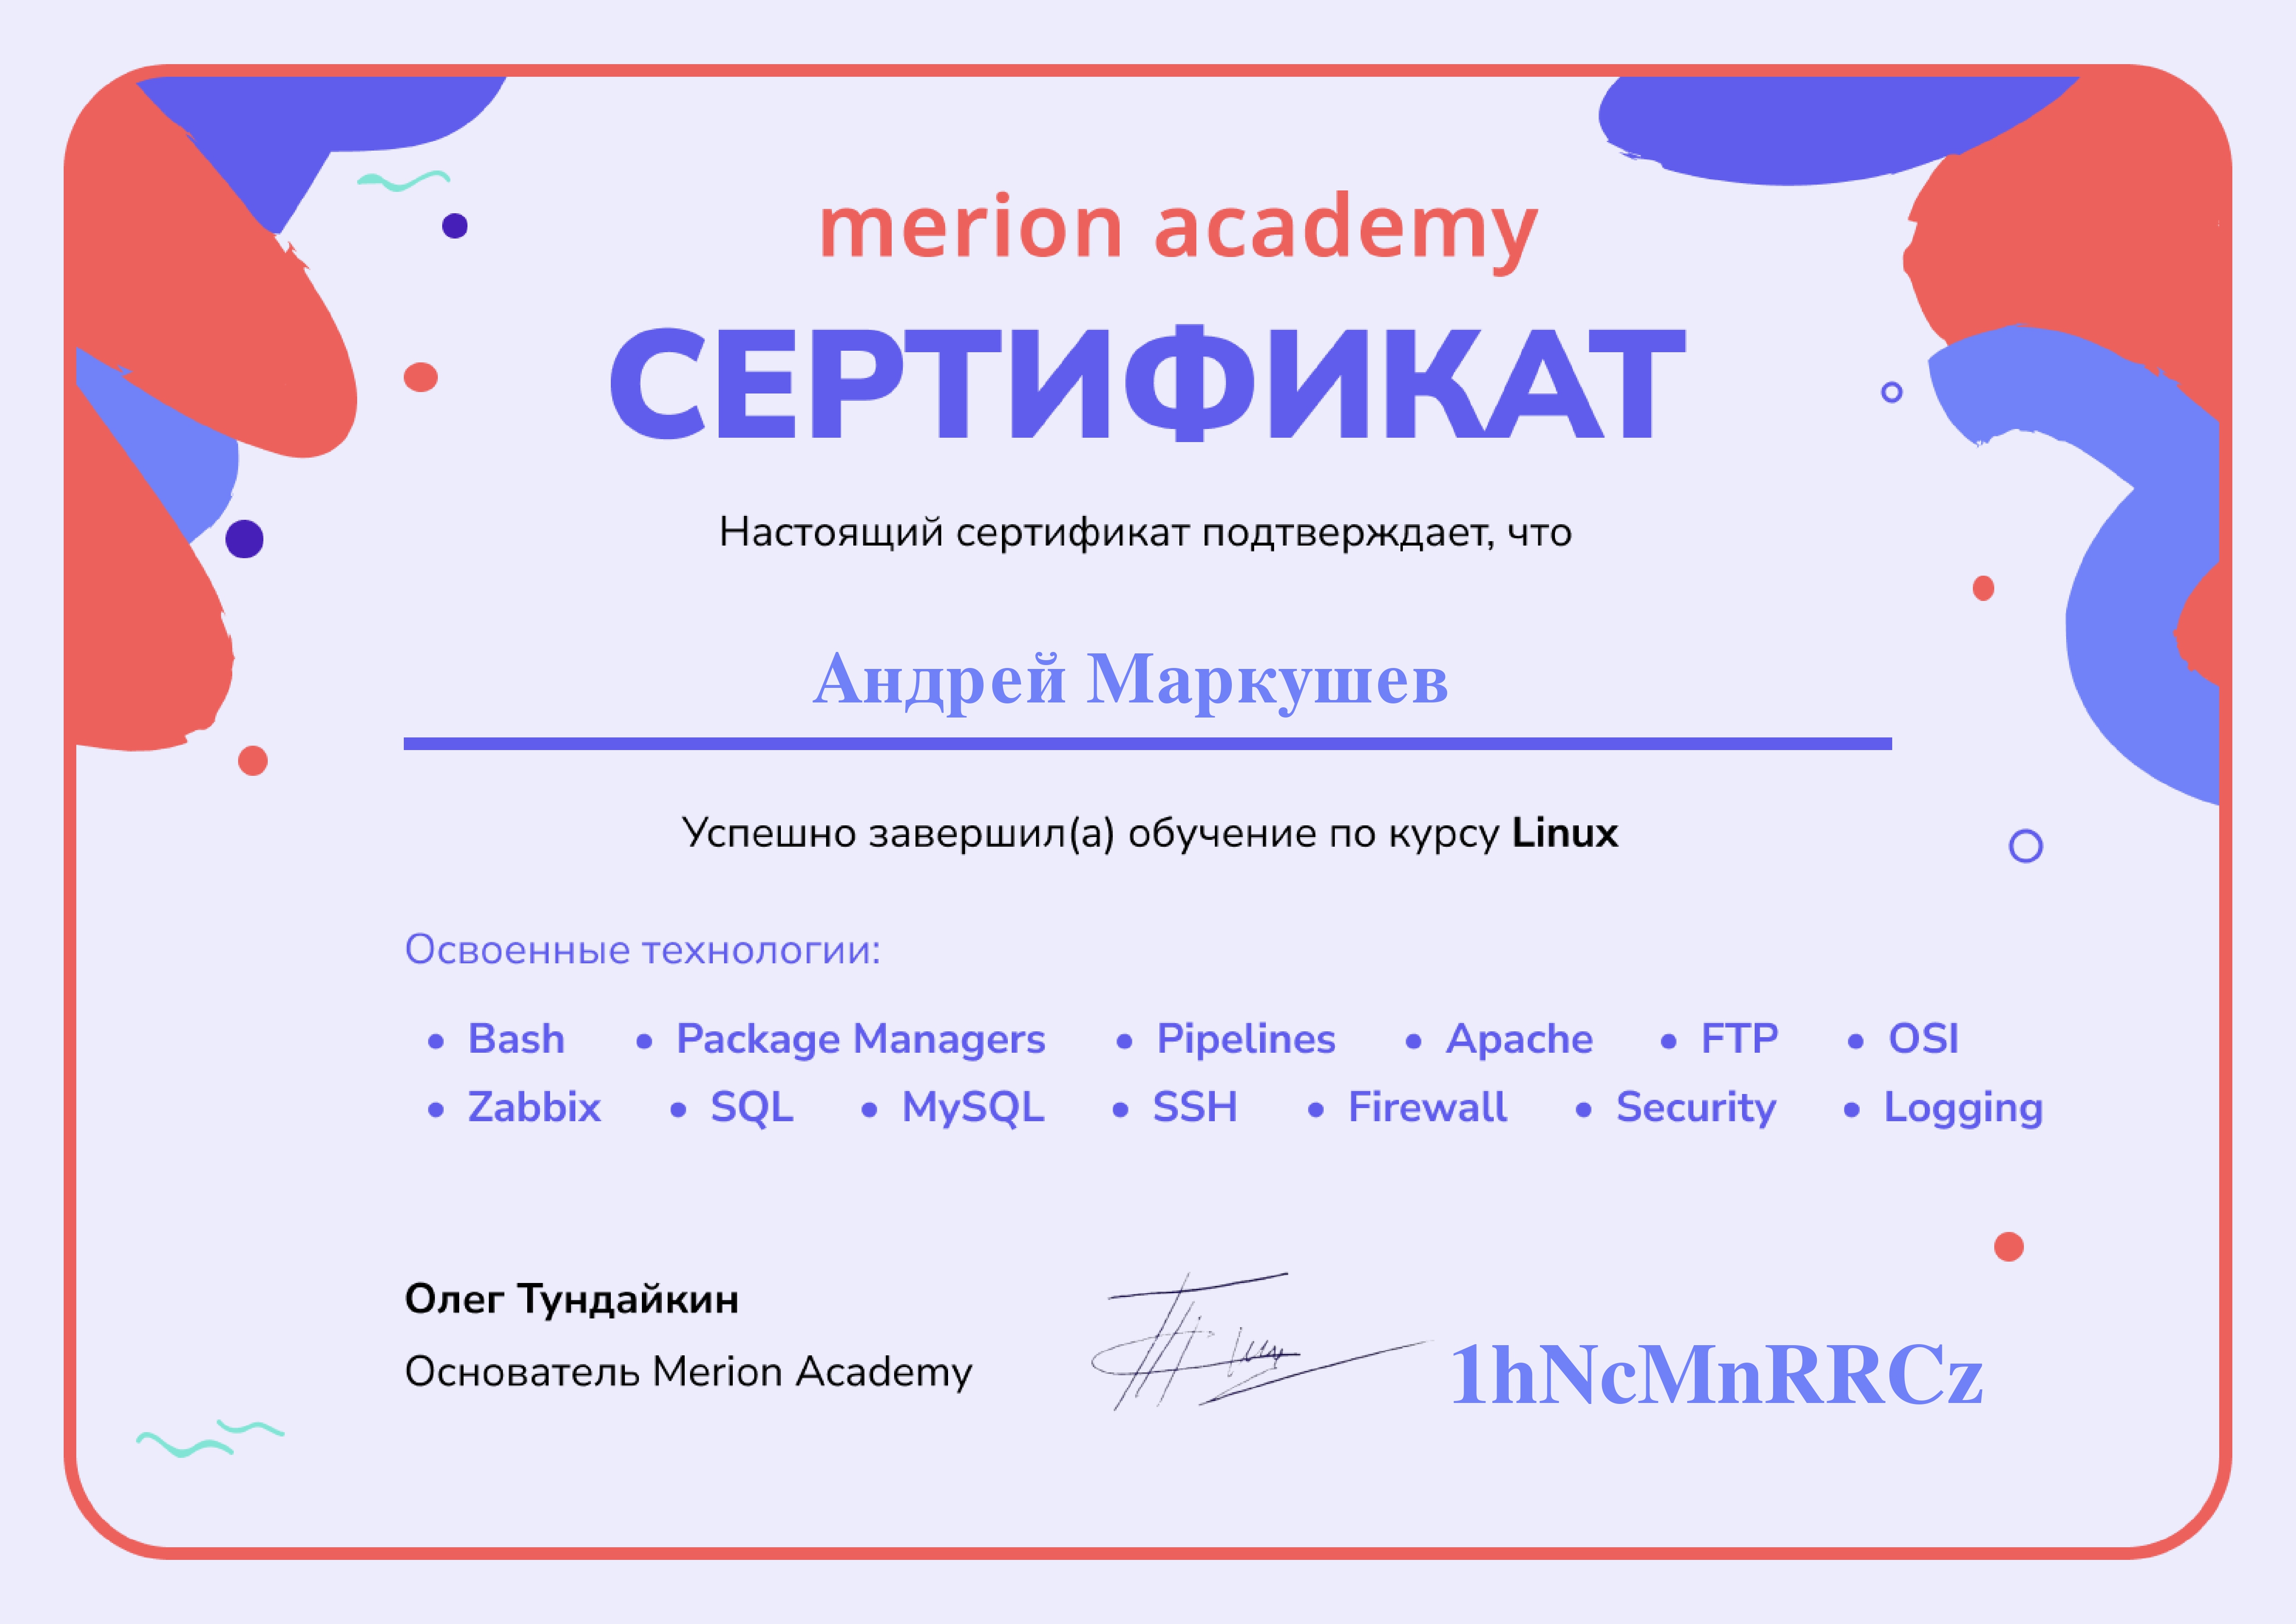 merion academy
СЕРТИФИКАТ
Настоящий сертификат подтверждает, что
Андрей Маркушев
Успешно завершил(а) обучение по курсу Linux
Освоенные технологии:
• Bash • Package Managers • Pipelines • Apache • FTP • OSI
• Zabbix • SQL • MySQL • SSH • Firewall • Security • Logging
Олег Тундайкин
Основатель Merion Academy
1hNcMnRRCz